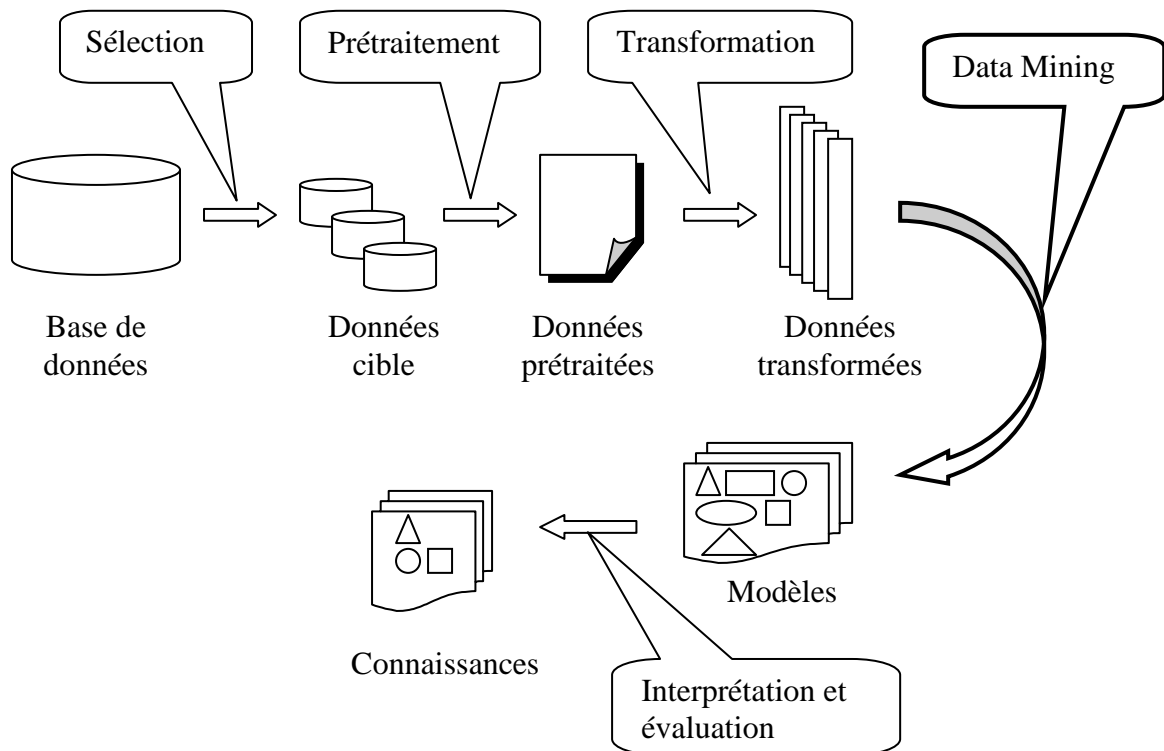 Sélection
Prétraitement
Transformation
Data Mining
Base de
données
Données
cible
Données
prétraitées
Données
transformées
Modèles
Connaissances
Interprétation et
évaluation